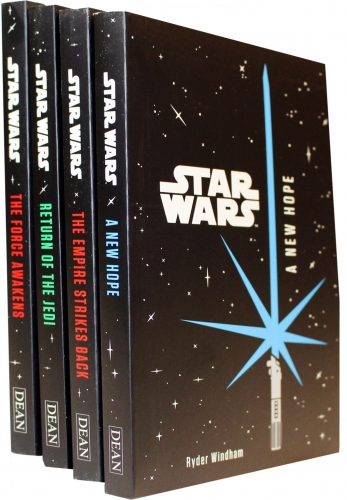 STAR WARS
THE FORCE AWAKENS
DEAN
STAR WARS
RETURN OF THE JEDI
DEAN
STAR WARS
THE EMPIRE STRIKES BACK
DEAN
STAR WARS
A NEW HOPE
DEAN
STAR
WARS
A NEW HOPE
Ryder Windham